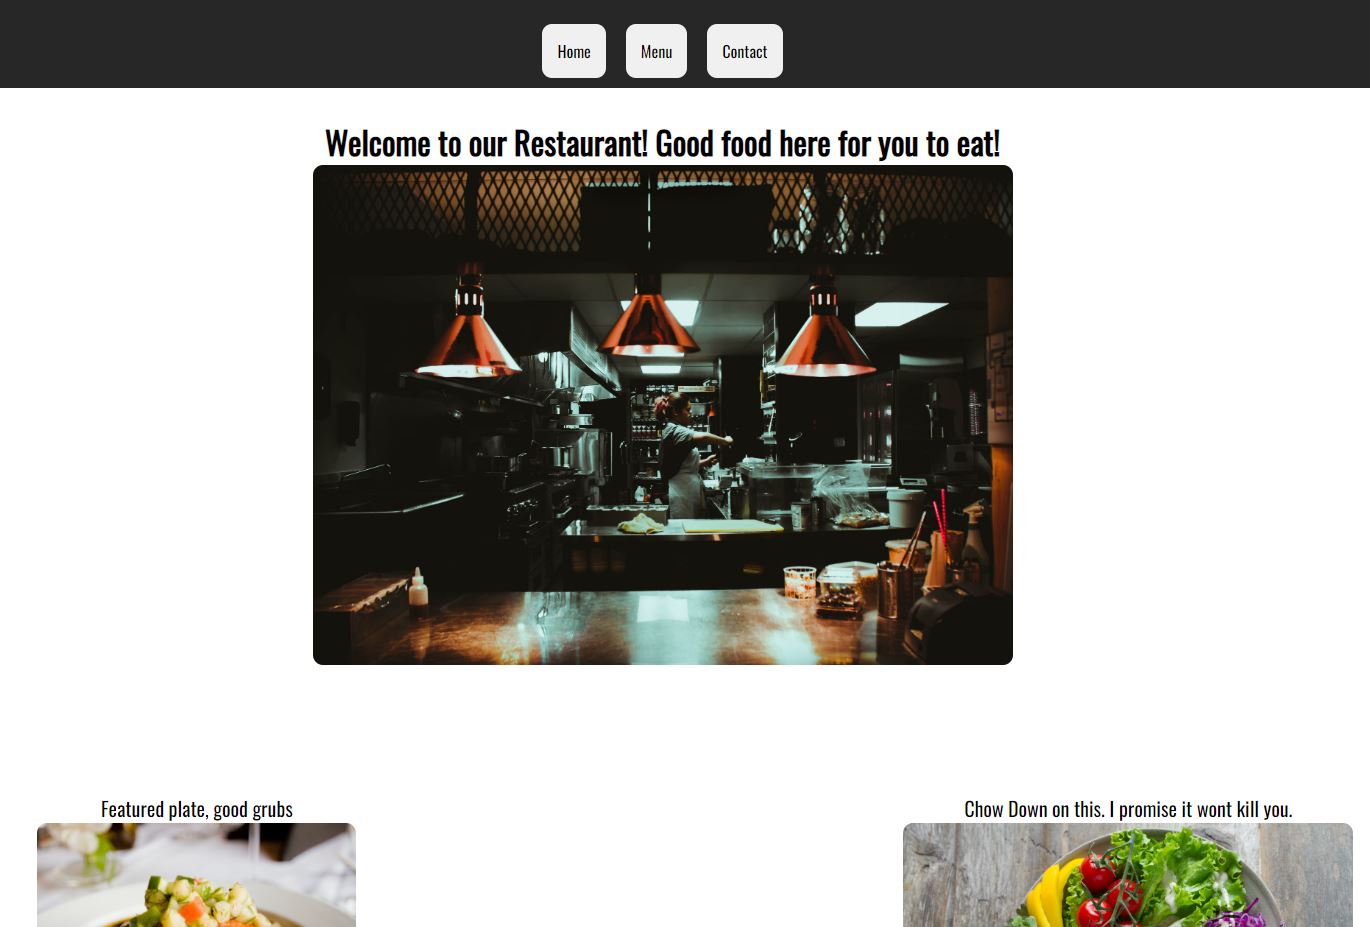 Home Menu Contact
Welcome to our Restaurant! Good food here for you to eat!
Featured plate, good grubs
Chow Down on this. I promise it wont kill you.